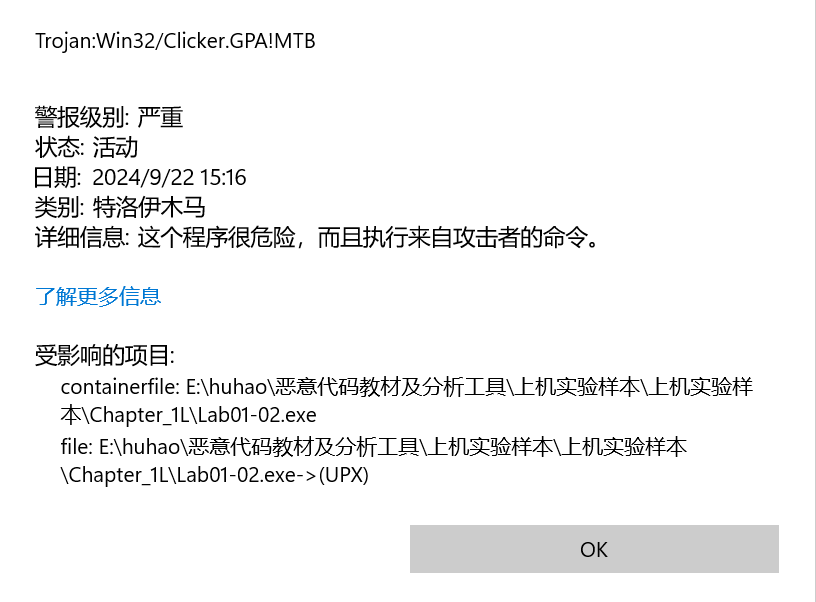 Trojan:Win32/Clicker.GPA!MTB
警报级别: 严重
状态: 活动
日期: 2024/9/22 15:16
类别: 特洛伊木马
详细信息: 这个程序很危险，而且执行来自攻击者的命令。
了解更多信息
受影响的项目:
containerfile: E:\huhao\恶意代码教材及分析工具\上机实验样本\上机实验样
本\Chapter_1L\Lab01-02.exe
file: E:\huhao\恶意代码教材及分析工具\上机实验样本\上机实验样本
\Chapter_1L\Lab01-02.exe->(UPX)
OK